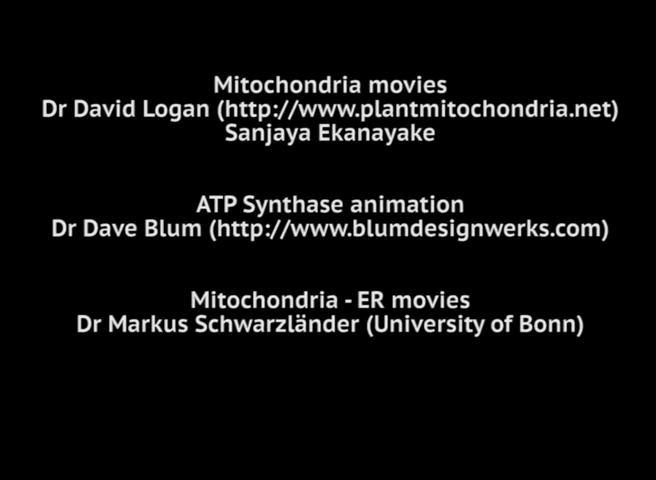 Mitochondria movies
Dr David Logan (http://www.plantmitochondria.net)
Sanjaya Ekanayake
ATP Synthase animation
Dr Dave Blum (http://www.blumdesignwerks.com)
Mitochondria - ER movies
Dr Markus Schwarzländer (University of Bonn)